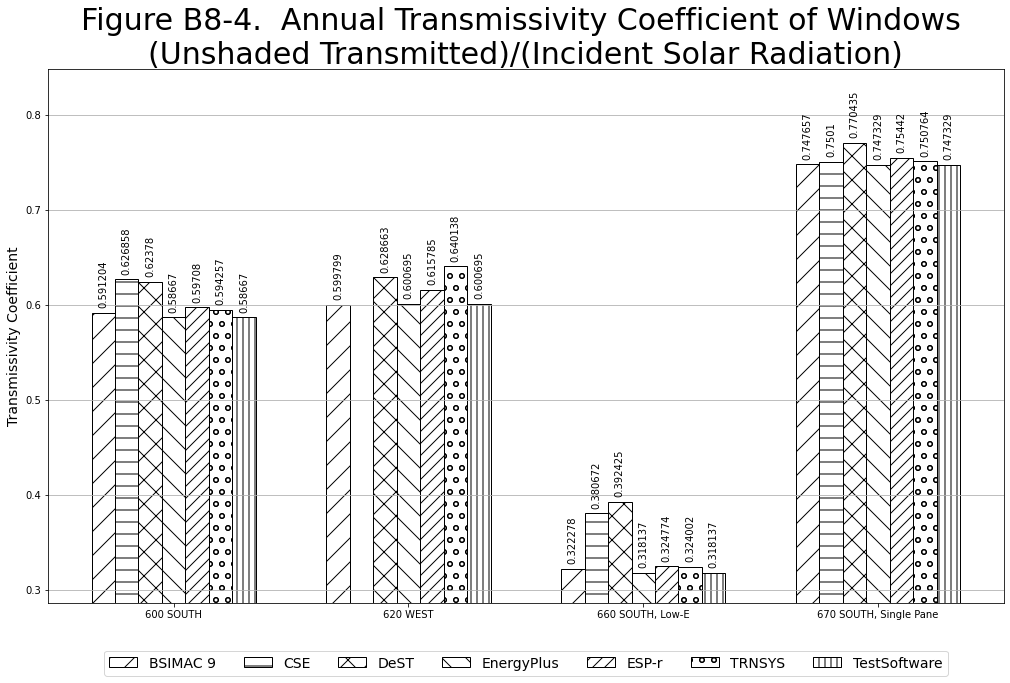 Figure B8-4.  Annual Transmissivity Coefficient of Windows
(Unshaded Transmitted)/(Incident Solar Radiation)
Transmissivity Coefficient
0.8
0.7
0.6
0.5
0.4
0.3
0.591204
0.626858
0.62378
0.58667
0.59708
0.594257
0.58667
0.599799
0.628663
0.600695
0.615785
0.640138
0.600695
0.322278
0.380672
0.392425
0.318137
0.324774
0.324002
0.318137
0.747657
0.7501
0.770435
0.747329
0.75442
0.750764
0.747329
600 SOUTH
620 WEST
660 SOUTH, Low-E
670 SOUTH, Single Pane
BSIMAC 9
CSE
DeST
EnergyPlus
ESP-r
TRNSYS
TestSoftware